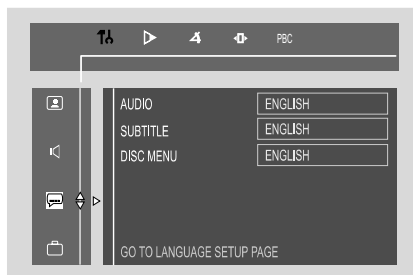 PBC
AUDIO ENGLISH
SUBTITLE ENGLISH
DISC MENU ENGLISH
GO TO LANGUAGE SETUP PAGE